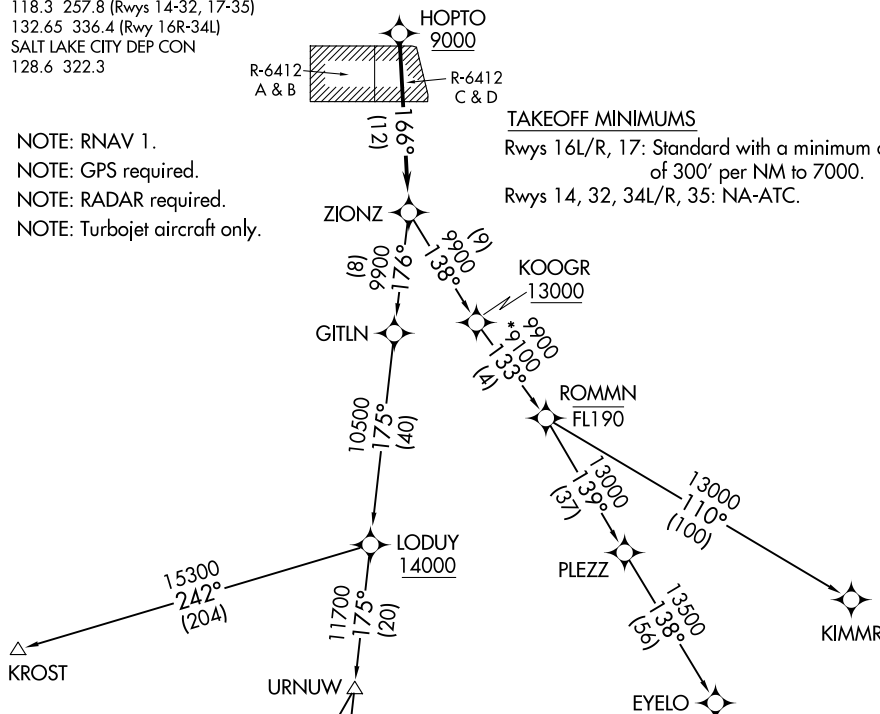 118.3 257.8 (Rwys 14-32, 17-35)
132.65 336.4 (Rwy 16R-34L)
SALT LAKE CITY DEP CON
128.6 322.3
HOPTO
9000
R-6412
A & B
R-6412
C & D
166°
(12)
NOTE: RNAV 1.
NOTE: GPS required.
NOTE: RADAR required.
NOTE: Turbojet aircraft only.
TAKEOFF MINIMUMS
Rwys 16L/R, 17: Standard with a minimum
of 300' per NM to 7000.
Rwys 14, 32, 34L/R, 35: NA-ATC.
ZIONZ
9900
176°
(8)
9900
138°
(9)
KOOGR
13000
GITLN
9900
*9100
133°
(4)
ROMMN
FL190
10500
175°
(40)
13000
139°
(37)
13000
110°
(100)
LODUY
14000
PLEZZ
15300
242°
(204)
11700
175°
(20)
13500
138°
(56)
KIMMR
KROST
URNUW
EYELO